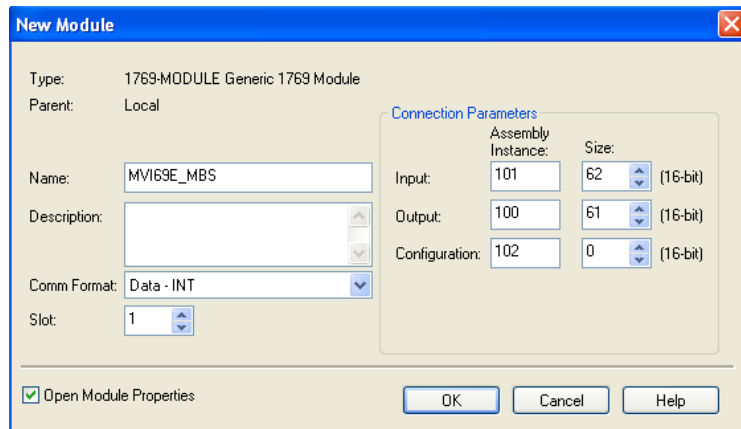 New Module
Type: 1769-MODULE Generic 1769 Module
Parent: Local
Connection Parameters
Assembly Instance: Size:
Name: MVI69E_MBS
Input: 101 62 (16-bit)
Description:
Output: 100 61 (16-bit)
Configuration: 102 0 (16-bit)
Comm Format: Data - INT
Slot: 1
Open Module Properties
OK Cancel Help